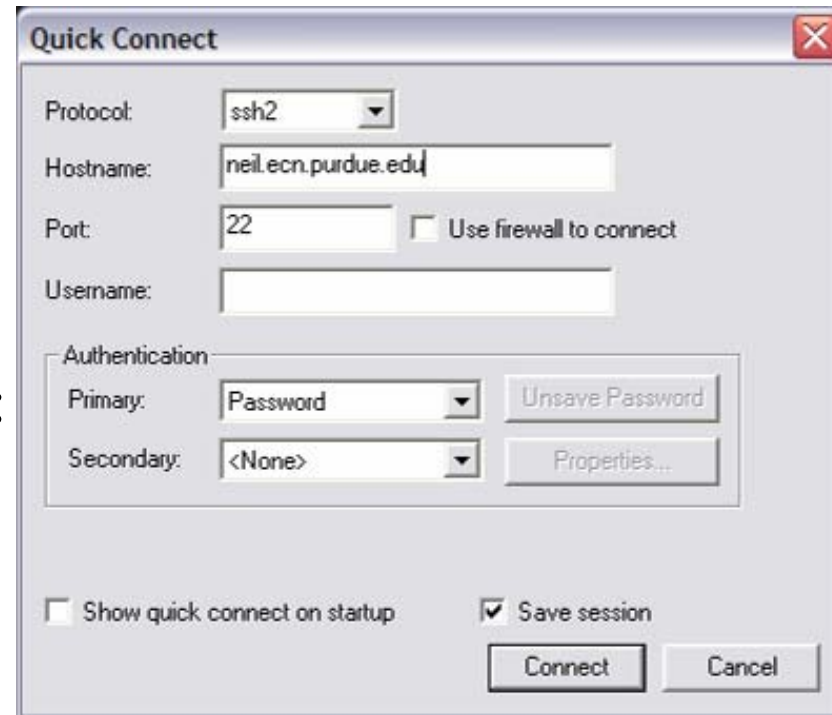 Quick Connect
Protocol: ssh2
Hostname: neil.ecn.purdue.edu
Port: 22 Use firewall to connect
Username:
Authentication
Primary: Password Unsave Password
Secondary: <None> Properties...
Show quick connect on startup Save session
Connect Cancel